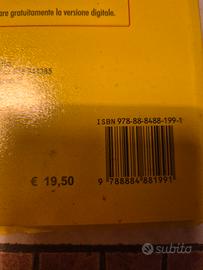 are gratuitamente la versione digitale.
ISBN 978-88-8488-199-1
€ 19,50
9 788884 881991
subito